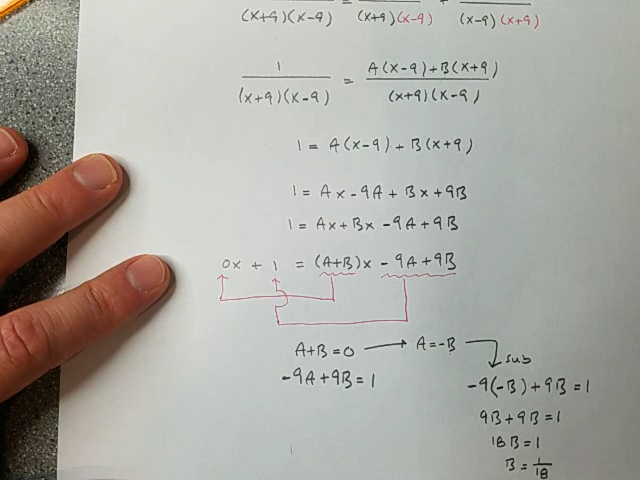 (x+9)(x-9) = (x+9)(x-9) + (x-9)(x+9)
1/((x+9)(x-9)) = (A(x-9)+B(x+9))/((x+9)(x-9))
1 = A(x-9) + B(x+9)
1 = Ax - 9A + Bx + 9B
1 = Ax + Bx - 9A + 9B
0x + 1 = (A+B)x - 9A + 9B
A+B=0 → A=-B → sub
-9A+9B=1
-9(-B)+9B=1
9B+9B=1
18B=1
B=1/18